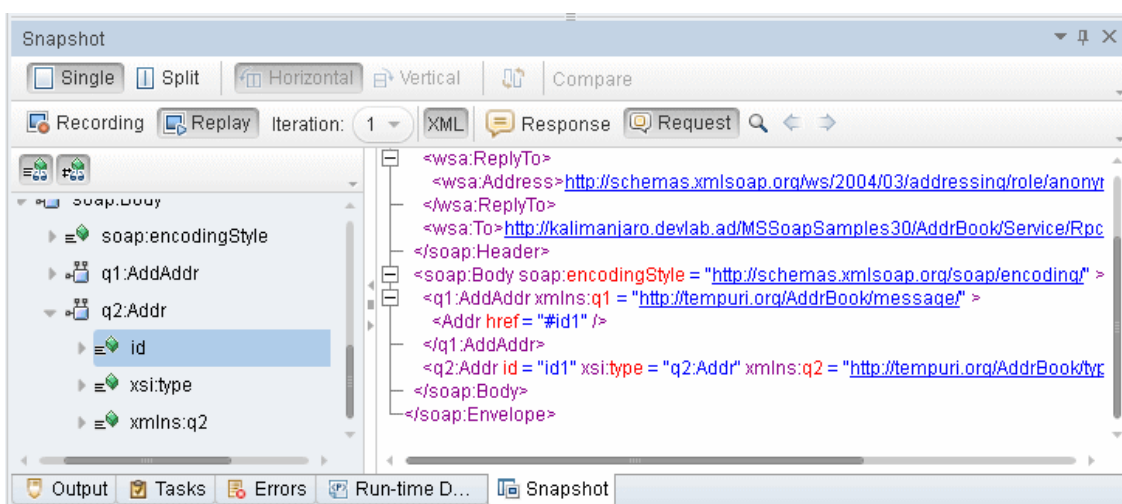 Snapshot
Single Split Horizontal Vertical Compare
Recording Replay Iteration: 1 XML Response Request
soap:Body
soap:encodingStyle
q1:AddAddr
q2:Addr
id
xsi:type
xmlns:q2
<wsa:ReplyTo>
<wsa:Address>http://schemas.xmlsoap.org/ws/2004/03/addressing/role/anonyr
</wsa:ReplyTo>
<wsa:To>http://kalimanjaro.devlab.ad/MSSoapSamples30/AddrBook/Service/Rpc
</soap:Header>
<soap:Body soap:encodingStyle = "http://schemas.xmlsoap.org/soap/encoding/" >
<q1:AddAddr xmlns:q1 = "http://tempuri.org/AddrBook/message/" >
<Addr href = "#id1" />
</q1:AddAddr>
<q2:Addr id = "id1" xsi:type = "q2:Addr" xmlns:q2 = "http://tempuri.org/AddrBook/typ
</soap:Body>
</soap:Envelope>
Output Tasks Errors Run-time D... Snapshot